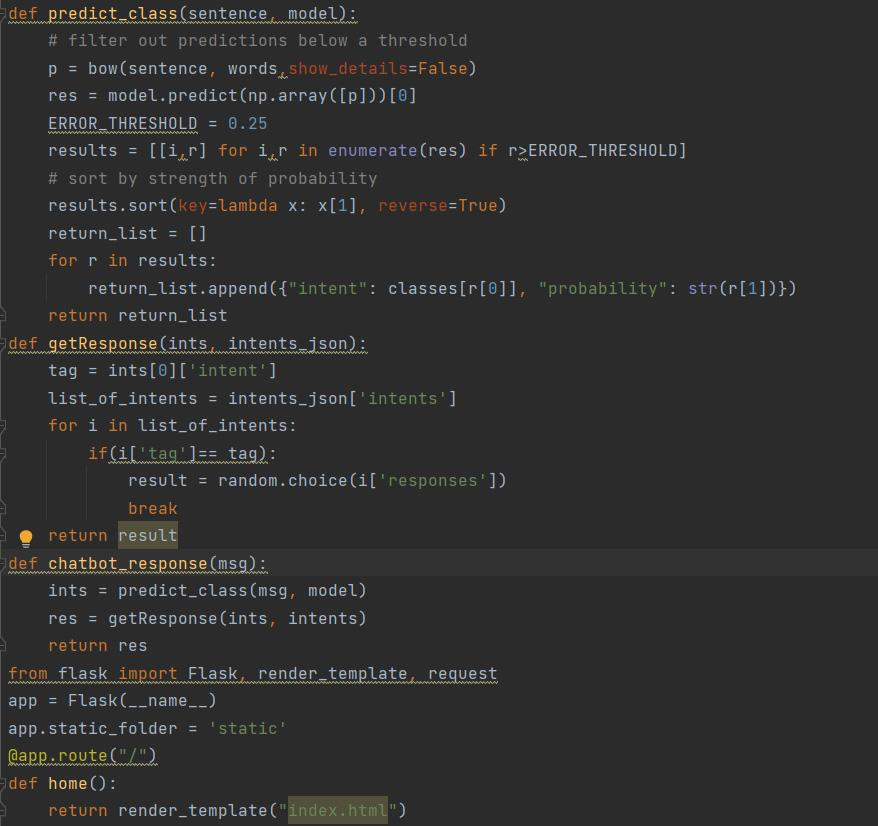 def predict_class(sentence, model):
    # filter out predictions below a threshold
    p = bow(sentence, words,show_details=False)
    res = model.predict(np.array([p]))[0]
    ERROR_THRESHOLD = 0.25
    results = [[i,r] for i,r in enumerate(res) if r>ERROR_THRESHOLD]
    # sort by strength of probability
    results.sort(key=lambda x: x[1], reverse=True)
    return_list = []
    for r in results:
        return_list.append({"intent": classes[r[0]], "probability": str(r[1])})
    return return_list
def getResponse(ints, intents_json):
    tag = ints[0]['intent']
    list_of_intents = intents_json['intents']
    for i in list_of_intents:
        if(i['tag']== tag):
            result = random.choice(i['responses'])
            break
    return result
def chatbot_response(msg):
    ints = predict_class(msg, model)
    res = getResponse(ints, intents)
    return res
from flask import Flask, render_template, request
app = Flask(__name__)
app.static_folder = 'static'
@app.route("/")
def home():
    return render_template("index.html")